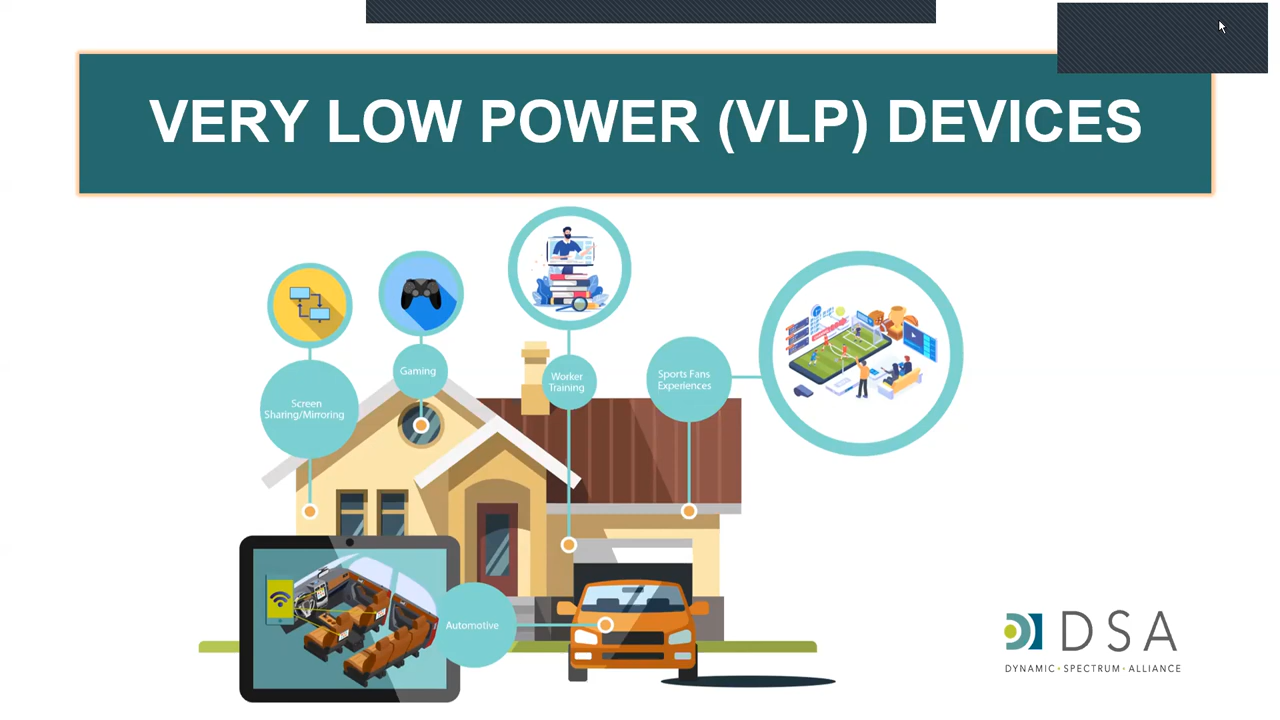 VERY LOW POWER (VLP) DEVICES
Gaming
Worker
Training
Sports Fans
Experiences
Screen
Sharing/Mirroring
Automotive
DSA
DYNAMIC • SPECTRUM • ALLIANCE